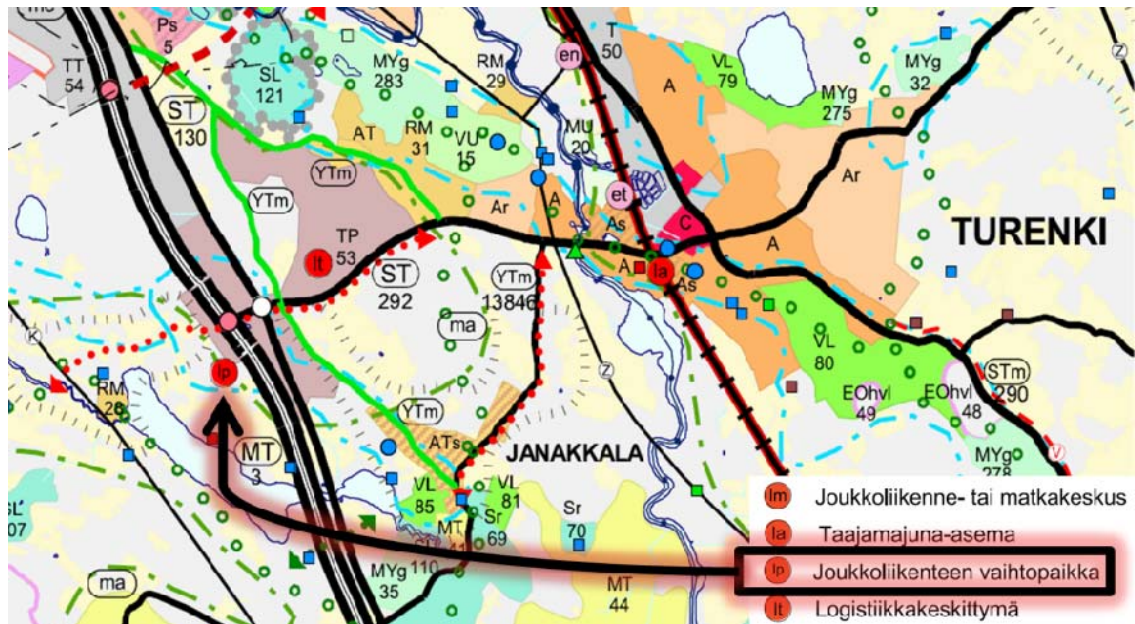 Ps
5
TT
54
ST
130
SL
121
MYg
283
RM
29
en
T
50
VL
79
MYg
32
MYg
275
A
Z
AT
RM
31
VU
15
MU
20
YTm
YTm
Ar
A
et
As
C
A
Ar
TURENKI
TP
53
lt
ST
292
YTm
13846
A
la
As
ma
K
lp
RM
28
Z
VL
80
STm
290
EOhvl
49
EOhvl
48
MT
3
YTm
ATs
JANAKKALA
MYg
278
V
VL
85
VL
81
MT
Sr
69
Sr
70
07
110
MYg
35
ma
MT
44
lm Joukkoliikenne- tai matkakeskus
la Taajamajuna-asema
lp Joukkoliikenteen vaihtopaikka
lt Logistiikkakeskittymä